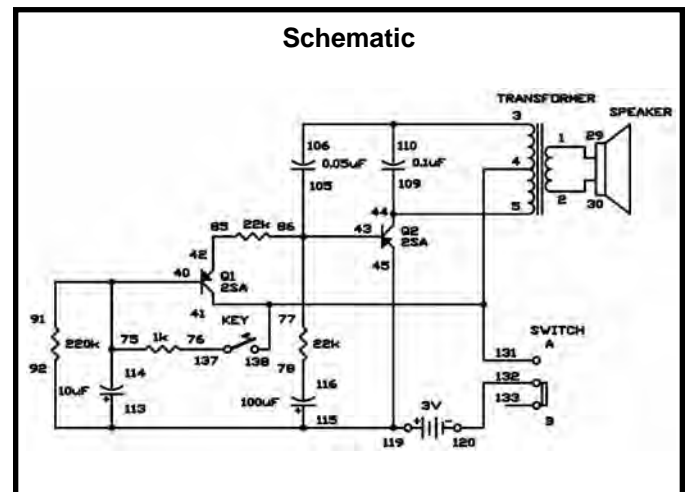 Schematic
TRANSFORMER
SPEAKER
3
1
29
106
110
0.05uF
0.1uF
4
105
109
2
30
44
5
85
22k
86
43
Q2
2SA
42
45
40
Q1
2SA
41
77
91
KEY
SWITCH
A
220k
75
1k
76
22k
131
92
137
138
78
114
132
10uF
116
3V
133
113
100uF
115
+
-
B
119
120